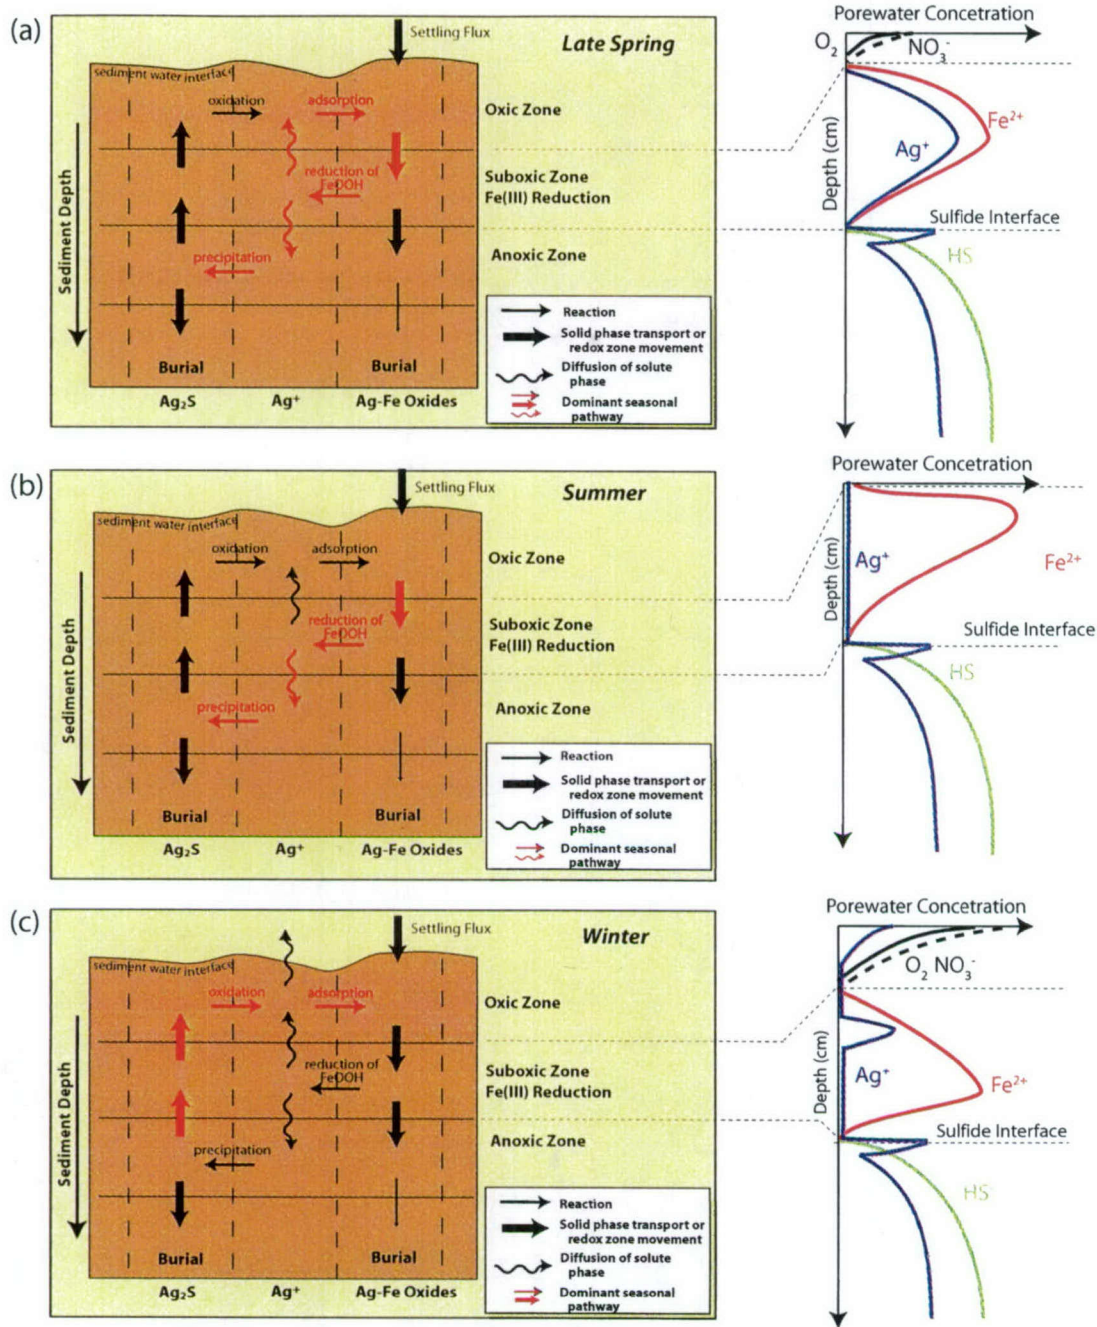 (a)
Settling Flux
Late Spring
sediment water interface
oxidation
adsorption
Oxic Zone
reduction of
FeOOH
Suboxic Zone
Fe(III) Reduction
precipitation
Anoxic Zone
Sediment Depth
Burial
Burial
Ag₂S
Ag⁺
Ag-Fe Oxides
Reaction
Solid phase transport or
redox zone movement
Diffusion of solute
phase
Dominant seasonal
pathway
Porewater Concetration
O₂
NO₃⁻
Fe²⁺
Ag⁺
Depth (cm)
Sulfide Interface
HS
(b)
Settling Flux
Summer
sediment water interface
oxidation
adsorption
Oxic Zone
reduction of
FeOOH
Suboxic Zone
Fe(III) Reduction
precipitation
Anoxic Zone
Sediment Depth
Burial
Burial
Ag₂S
Ag⁺
Ag-Fe Oxides
Reaction
Solid phase transport or
redox zone movement
Diffusion of solute
phase
Dominant seasonal
pathway
Porewater Concetration
Ag⁺
Fe²⁺
Depth (cm)
Sulfide Interface
HS
(c)
Settling Flux
Winter
sediment water interface
oxidation
adsorption
Oxic Zone
reduction of
FeOOH
Suboxic Zone
Fe(III) Reduction
precipitation
Anoxic Zone
Sediment Depth
Burial
Burial
Ag₂S
Ag⁺
Ag-Fe Oxides
Reaction
Solid phase transport or
redox zone movement
Diffusion of solute
phase
Dominant seasonal
pathway
Porewater Concetration
O₂ NO₃⁻
Ag⁺
Fe²⁺
Depth (cm)
Sulfide Interface
HS